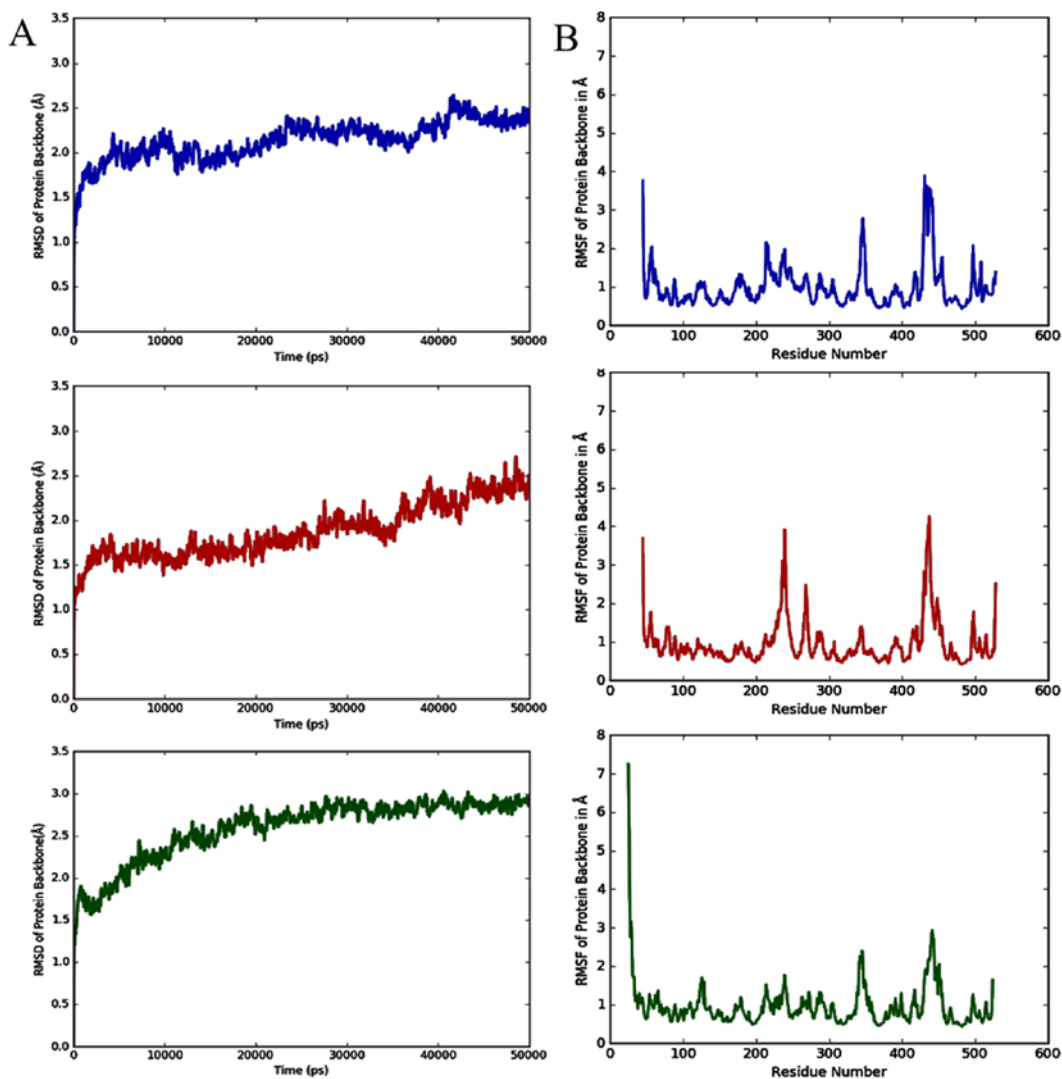 A
3.5
3.0
2.5
2.0
1.5
1.0
0.5
0.0
RMSD of Protein Backbone (Å)
0 10000 20000 30000 40000 50000
Time (ps)
B
8
7
6
5
4
3
2
1
0
RMSF of Protein Backbone in Å
0 100 200 300 400 500 600
Residue Number
3.5
3.0
2.5
2.0
1.5
1.0
0.5
0.0
RMSD of Protein Backbone (Å)
0 10000 20000 30000 40000 50000
Time (ps)
8
7
6
5
4
3
2
1
0
RMSF of Protein Backbone in Å
0 100 200 300 400 500 600
Residue Number
3.5
3.0
2.5
2.0
1.5
1.0
0.5
0.0
RMSD of Protein Backbone(Å)
0 10000 20000 30000 40000 50000
Time (ps)
8
7
6
5
4
3
2
1
0
RMSF of Protein Backbone in Å
0 100 200 300 400 500 600
Residue Number